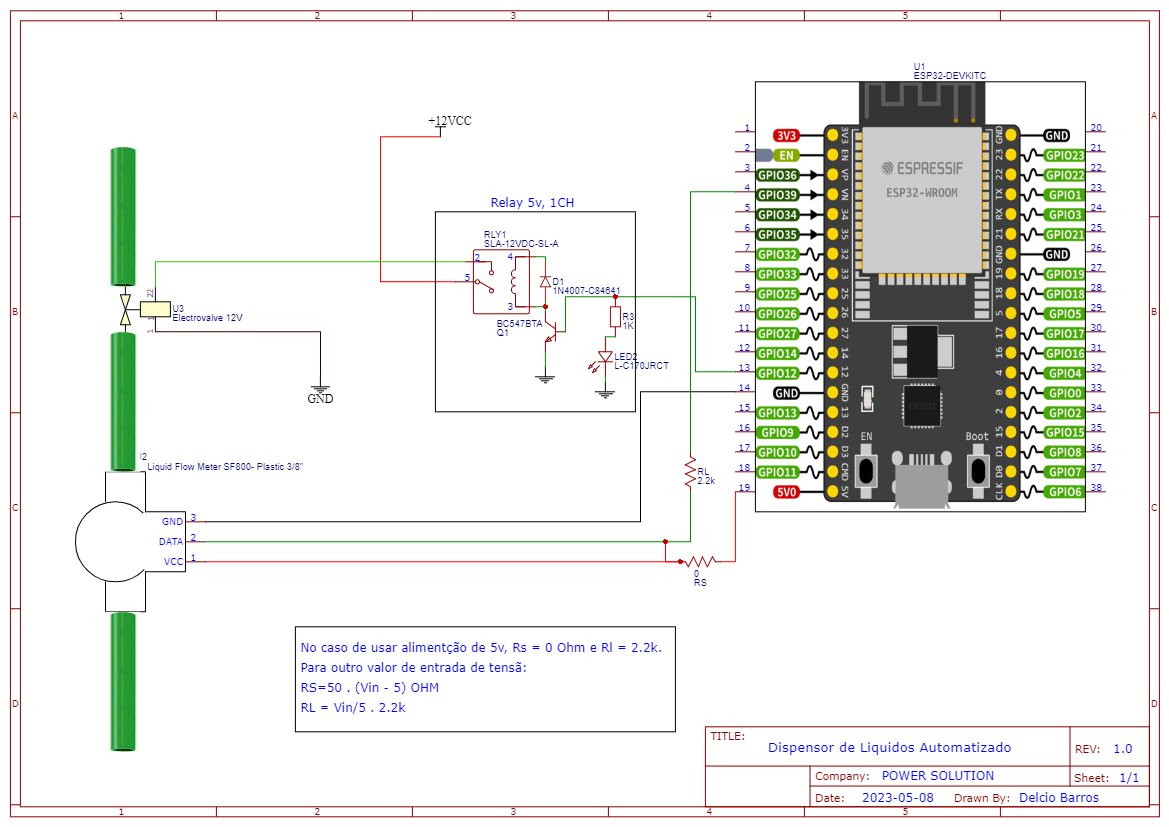 1 2 3 4 5
A A
B B
C C
D D
U1
ESP32-DEVKITC
+12VCC
Relay 5v, 1CH
RLY1
SLA-12VDC-SL-A
2 4
5
3
D1
1N4007-C84641
BC547BTA
Q1
R3
1K
LED2
L-C170JRCT
22
1
U3
Electrovalve 12V
GND
I2
Liquid Flow Meter SF800- Plastic 3/8"
GND 3
DATA 2
VCC 1
RL
2.2k
0
RS
ESPRESSIF
ESP32-WROOM
CP2102
EN
Boot
1 3V3 3V3
2 EN EN
3 GPIO36 VP
4 GPIO39 VN
5 GPIO34 34
6 GPIO35 35
7 GPIO32 32
8 GPIO33 33
9 GPIO25 25
10 GPIO26 26
11 GPIO27 27
12 GPIO14 14
13 GPIO12 12
14 GND GND
15 GPIO13 13
16 GPIO9 D2
17 GPIO10 D3
18 GPIO11 CMD
19 5V0 5V
GND GND 20
23 GPIO23 21
22 GPIO22 22
TX GPIO1 23
RX GPIO3 24
21 GPIO21 25
GND GND 26
19 GPIO19 27
18 GPIO18 28
5 GPIO5 29
17 GPIO17 30
16 GPIO16 31
4 GPIO4 32
0 GPIO0 33
2 GPIO2 34
15 GPIO15 35
D1 GPIO8 36
D0 GPIO7 37
CLK GPIO6 38
No caso de usar alimentção de 5v, Rs = 0 Ohm e Rl = 2.2k.
Para outro valor de entrada de tensã:
RS=50 . (Vin - 5) OHM
RL = Vin/5 . 2.2k
TITLE:
Dispensor de Liquidos Automatizado
REV: 1.0
Company: POWER SOLUTION
Sheet: 1/1
Date: 2023-05-08 Drawn By: Delcio Barros
1 2 3 4 5